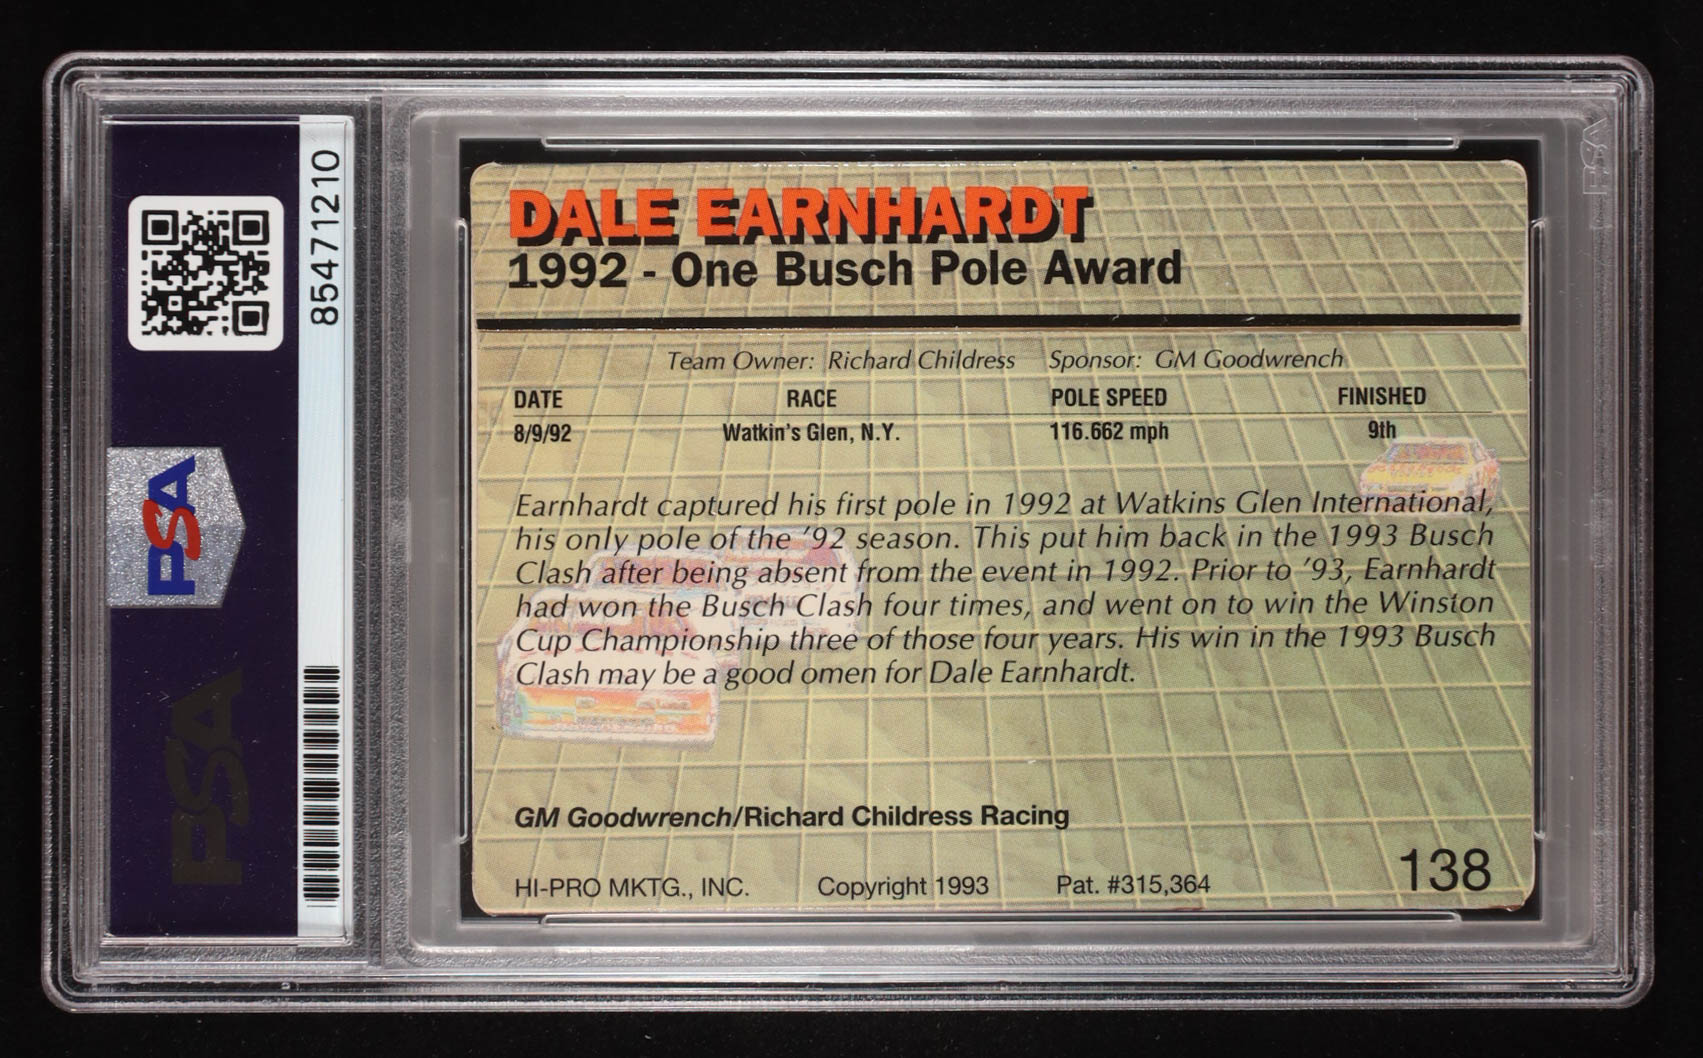 85471210
PSA
PSA
PSA
DALE EARNHARDT
1992 - One Busch Pole Award
Team Owner: Richard Childress Sponsor: GM Goodwrench
DATE RACE POLE SPEED FINISHED
8/9/92 Watkin's Glen, N.Y. 116.662 mph 9th
Earnhardt captured his first pole in 1992 at Watkins Glen International,
his only pole of the '92 season. This put him back in the 1993 Busch
Clash after being absent from the event in 1992. Prior to '93, Earnhardt
had won the Busch Clash four times, and went on to win the Winston
Cup Championship three of those four years. His win in the 1993 Busch
Clash may be a good omen for Dale Earnhardt.
GM Goodwrench/Richard Childress Racing
HI-PRO MKTG., INC. Copyright 1993 Pat. #315,364
138